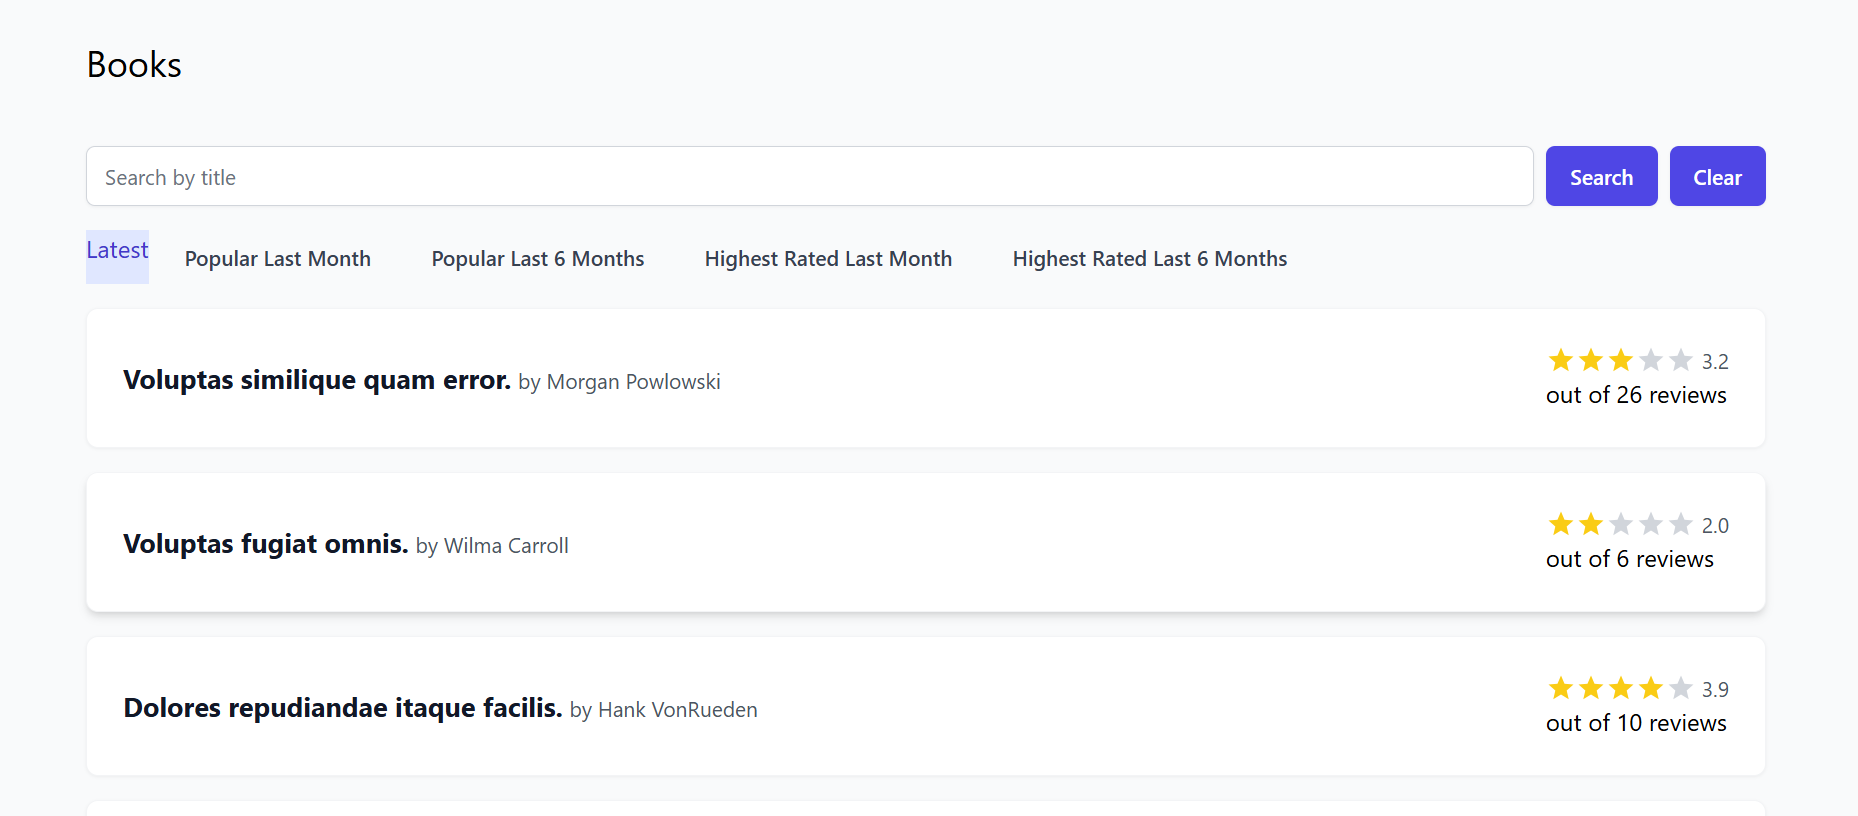 Books
Search by title Search Clear
Latest Popular Last Month Popular Last 6 Months Highest Rated Last Month Highest Rated Last 6 Months
Voluptas similique quam error. by Morgan Powlowski 3.2
out of 26 reviews
Voluptas fugiat omnis. by Wilma Carroll 2.0
out of 6 reviews
Dolores repudiandae itaque facilis. by Hank VonRueden 3.9
out of 10 reviews